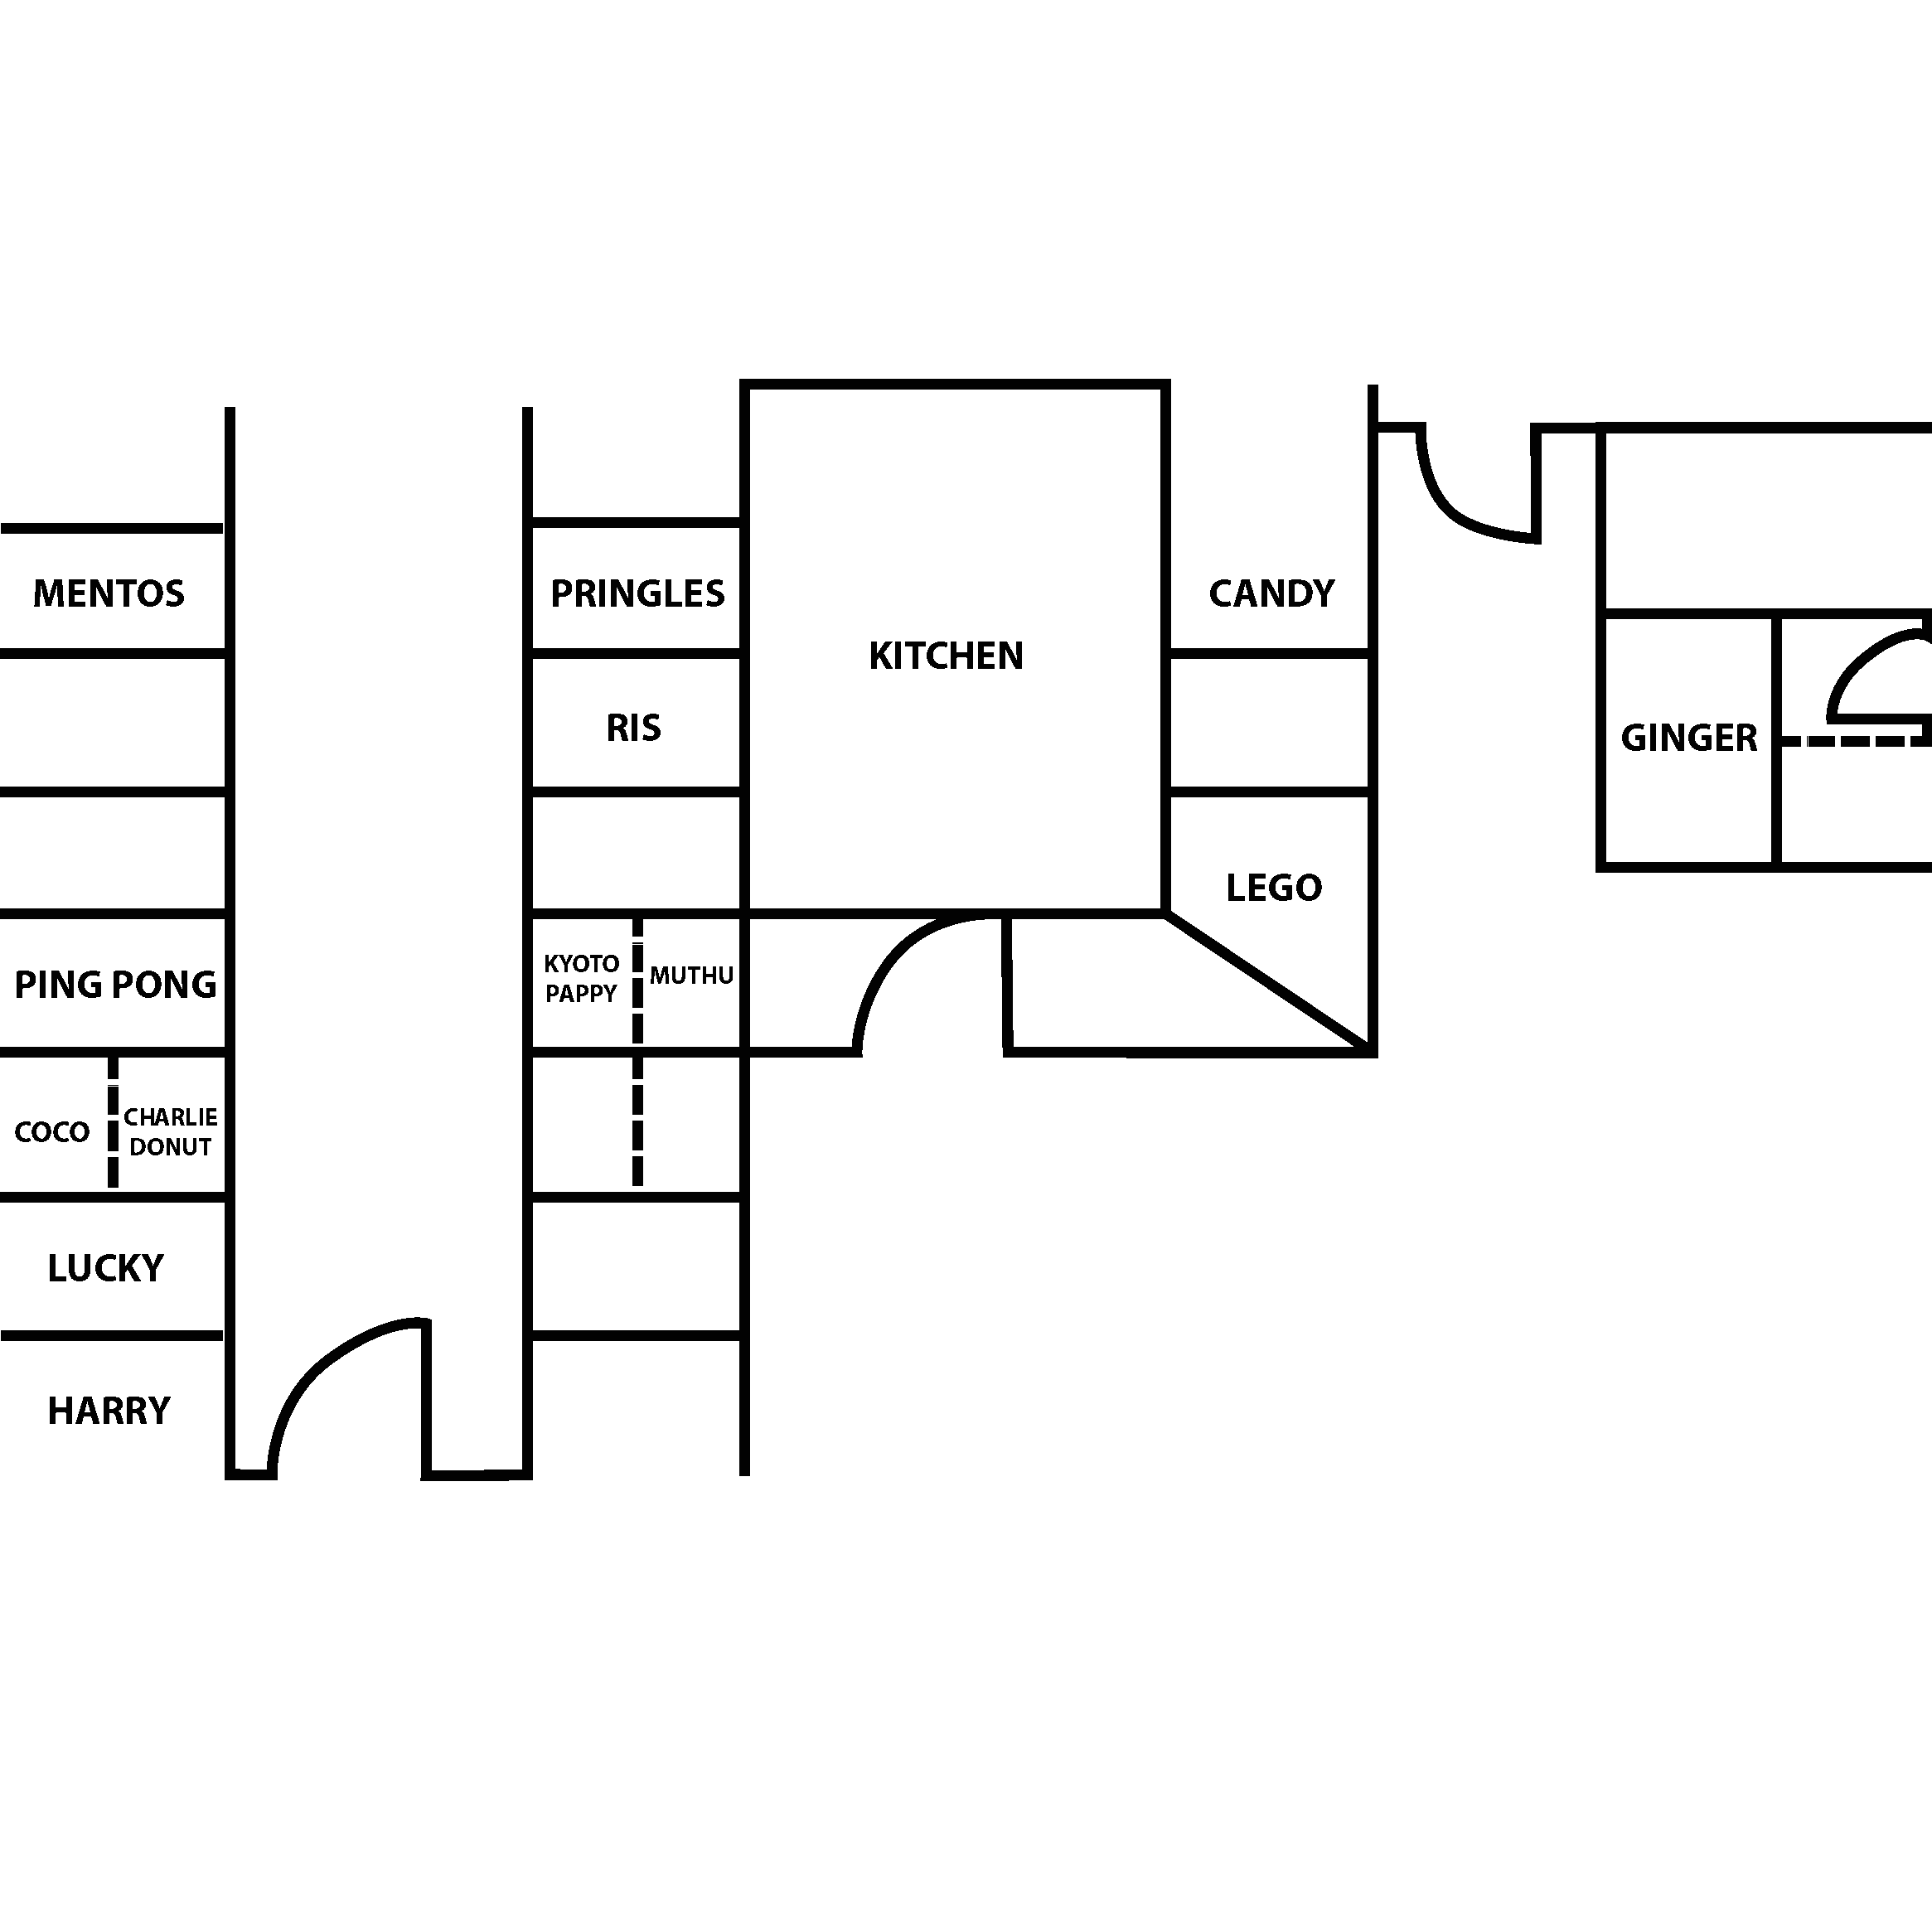 MENTOS
PRINGLES
CANDY
KITCHEN
RIS
GINGER
LEGO
PING PONG
KYOTO
PAPPY
MUTHU
COCO
CHARLIE
DONUT
LUCKY
HARRY